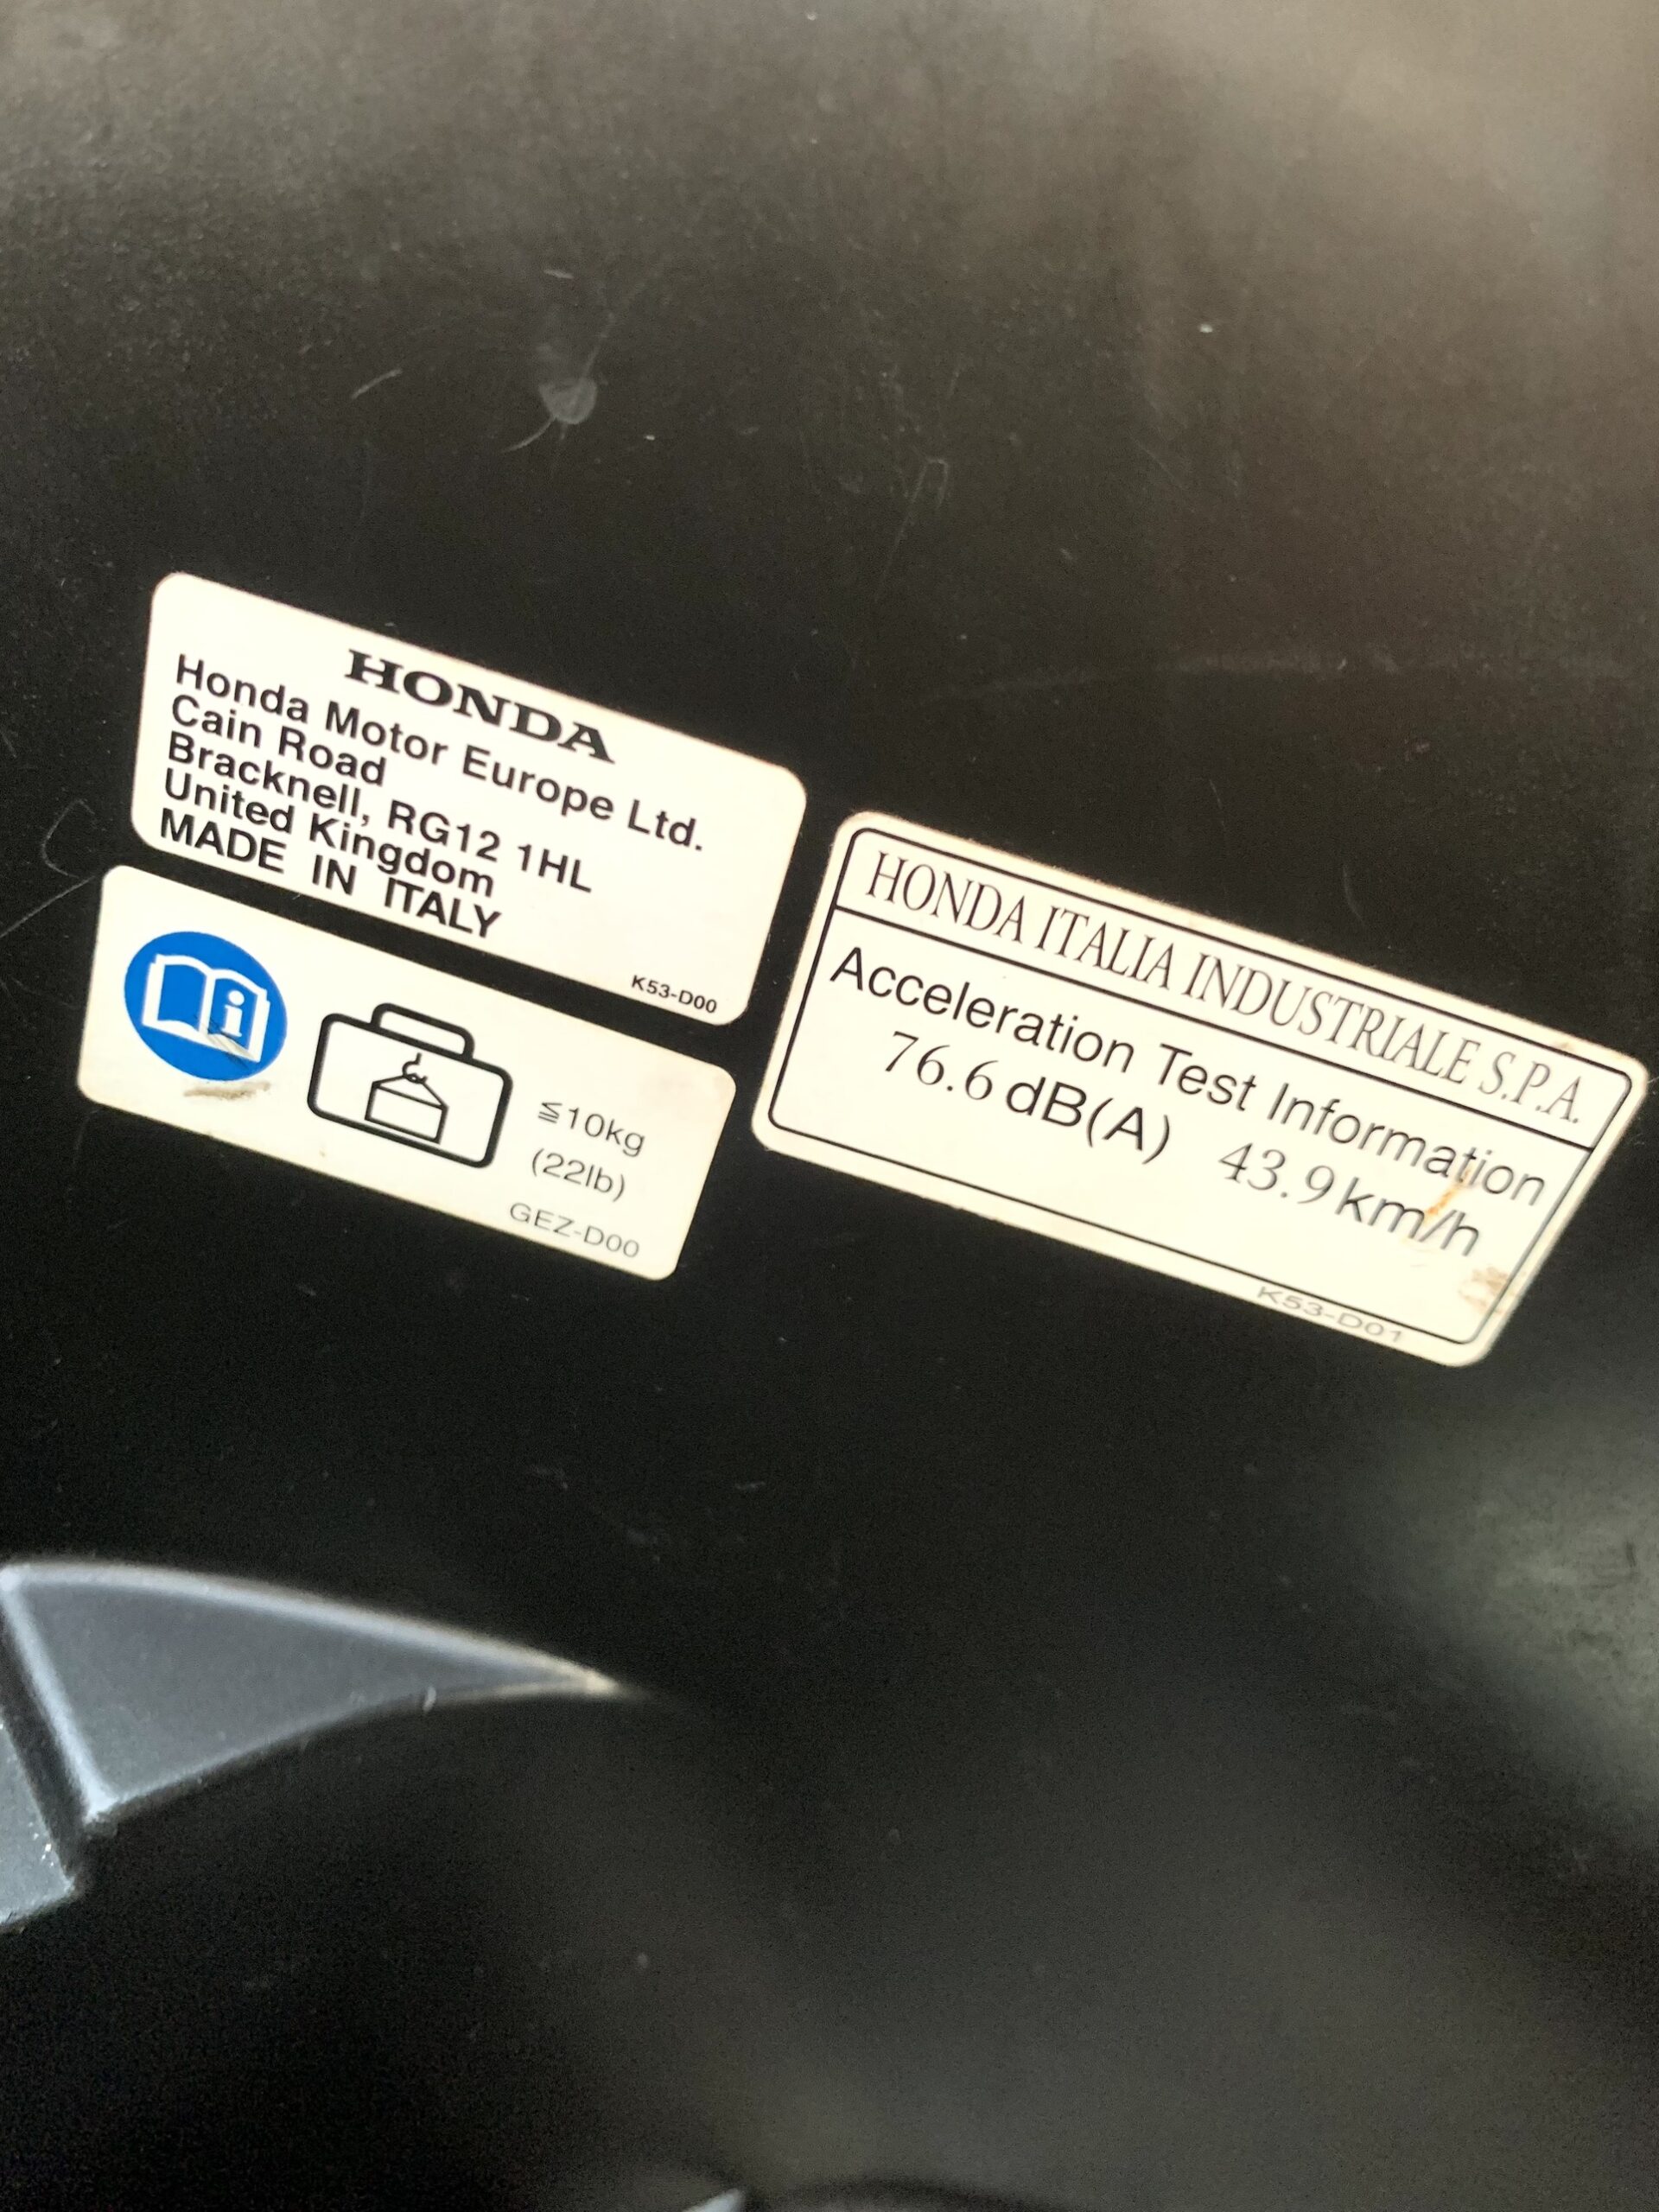 HONDA
Honda Motor Europe Ltd.
Cain Road
Bracknell, RG12 1HL
United Kingdom
MADE IN ITALY
K53-D00
i
≦10kg
(22lb)
GEZ-D00
HONDA ITALIA INDUSTRIALE S.P.A.
Acceleration Test Information
76.6 dB(A) 43.9 km/h
K53-D01